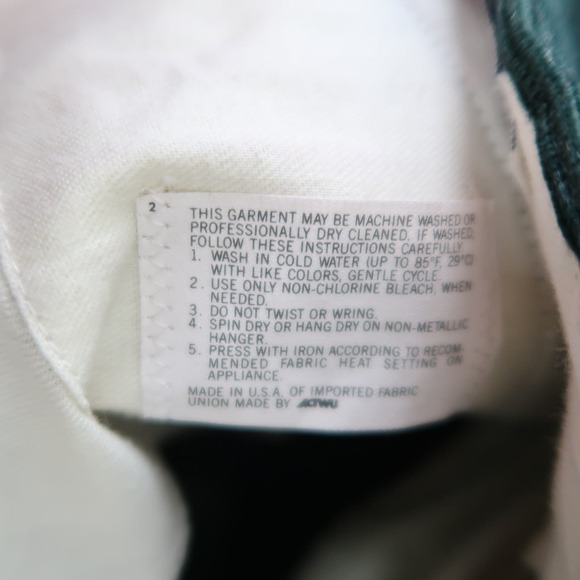 2
THIS GARMENT MAY BE MACHINE WASHED OR
PROFESSIONALLY DRY CLEANED. IF WASHED,
FOLLOW THESE INSTRUCTIONS CAREFULLY.
1. WASH IN COLD WATER (UP TO 85°F, 29°C)
WITH LIKE COLORS, GENTLE CYCLE.
2. USE ONLY NON-CHLORINE BLEACH, WHEN
NEEDED.
3. DO NOT TWIST OR WRING.
4. SPIN DRY OR HANG DRY ON NON-METALLIC
HANGER.
5. PRESS WITH IRON ACCORDING TO RECOM-
MENDED FABRIC HEAT SETTING ON
APPLIANCE.
MADE IN U.S.A. OF IMPORTED FABRIC
UNION MADE BY ACTWU